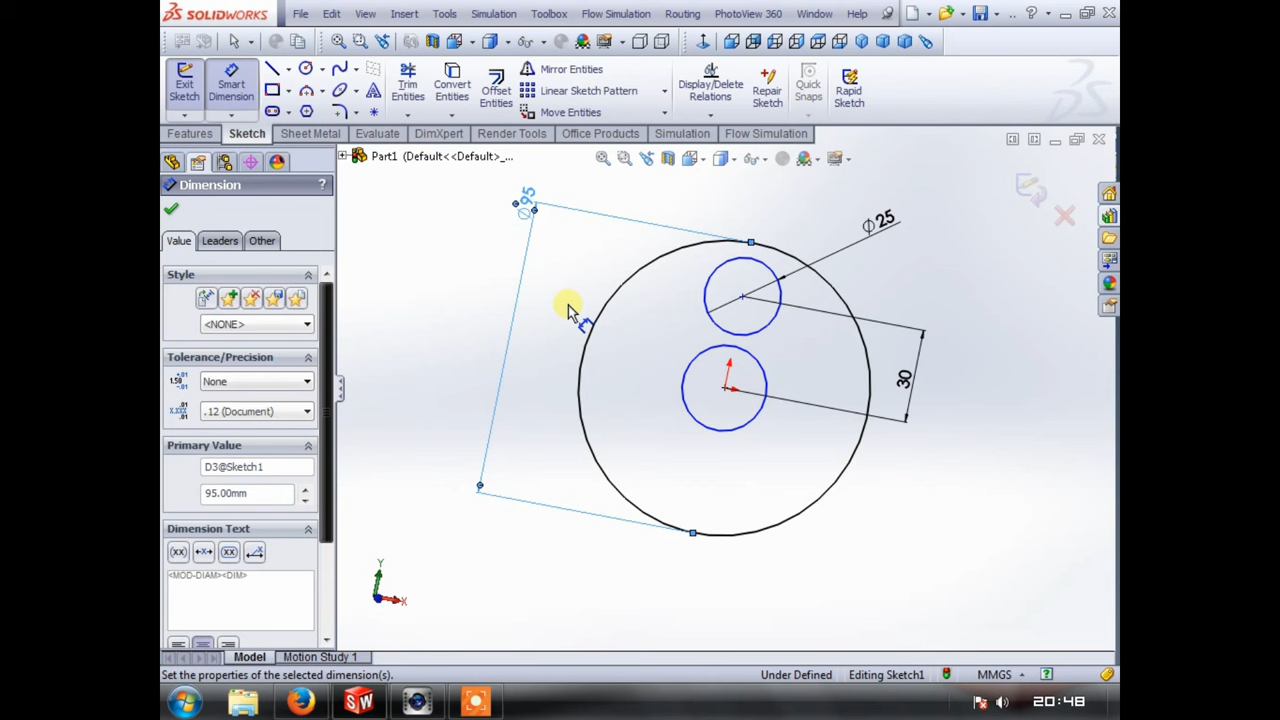 SOLIDWORKS File Edit View Insert Tools Simulation Toolbox Flow Simulation Routing PhotoView 360 Window Help
Exit Sketch
Smart Dimension
Trim Entities
Convert Entities
Offset Entities
Mirror Entities
Linear Sketch Pattern
Move Entities
Display/Delete Relations
Repair Sketch
Quick Snaps
Rapid Sketch
Features Sketch Sheet Metal Evaluate DimXpert Render Tools Office Products Simulation Flow Simulation
Part1 (Default<<Default>_...
Dimension ?
Value Leaders Other
Style
<NONE>
Tolerance/Precision
None
.12 (Document)
Primary Value
D3@Sketch1
95.00mm
Dimension Text
(xx)
<MOD-DIAM><DIM>
∅95
∅25
30
Y
X
Model Motion Study 1
Set the properties of the selected dimension(s). Under Defined Editing Sketch1 MMGS ?
SW
20:48